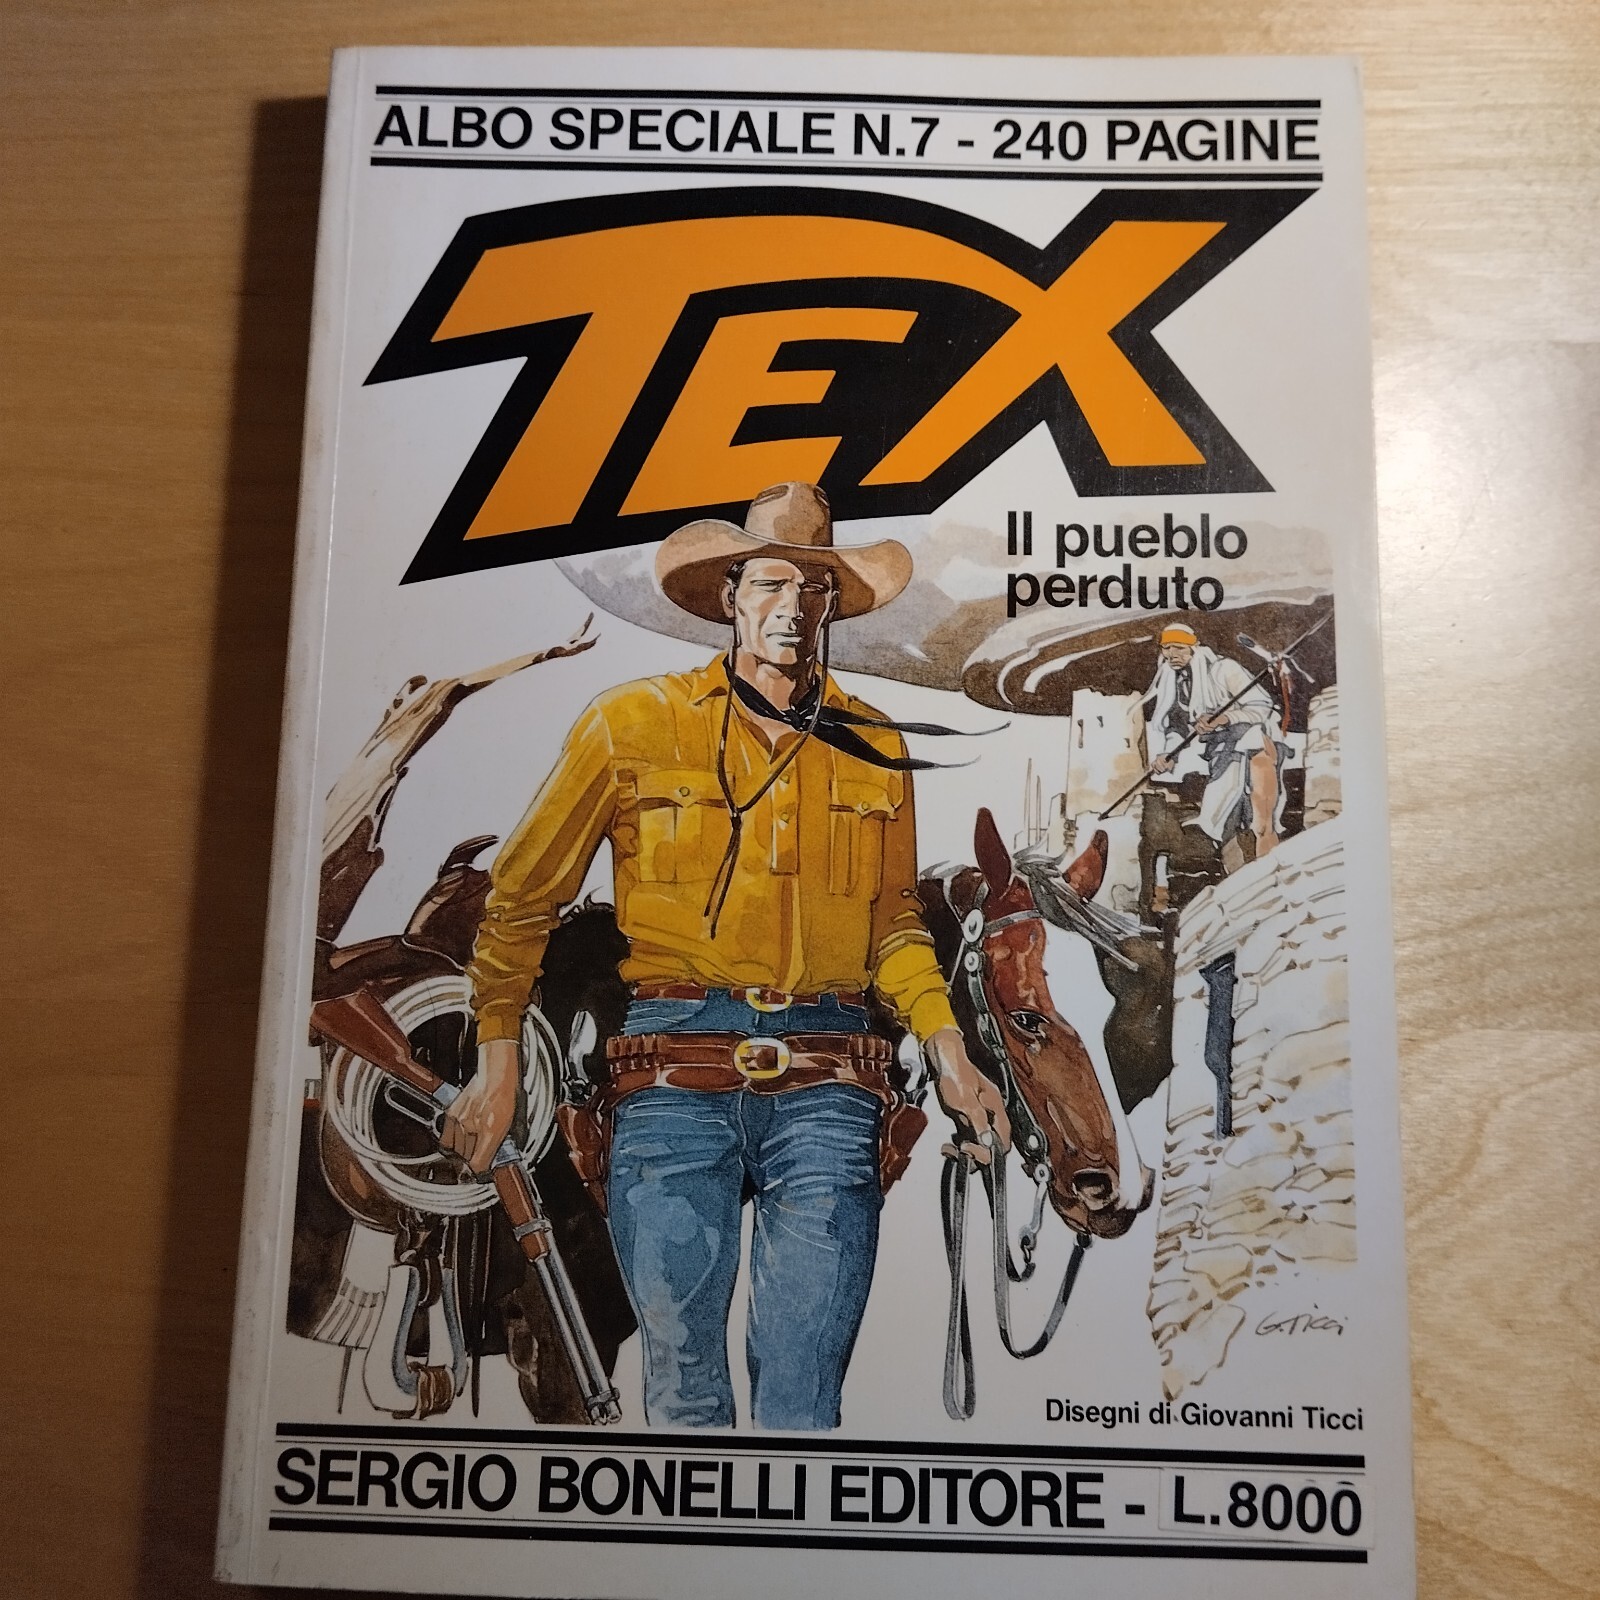 ALBO SPECIALE N.7 - 240 PAGINE
TEX
Il pueblo
perduto
G. Ticci
Disegni di Giovanni Ticci
SERGIO BONELLI EDITORE - L.8000